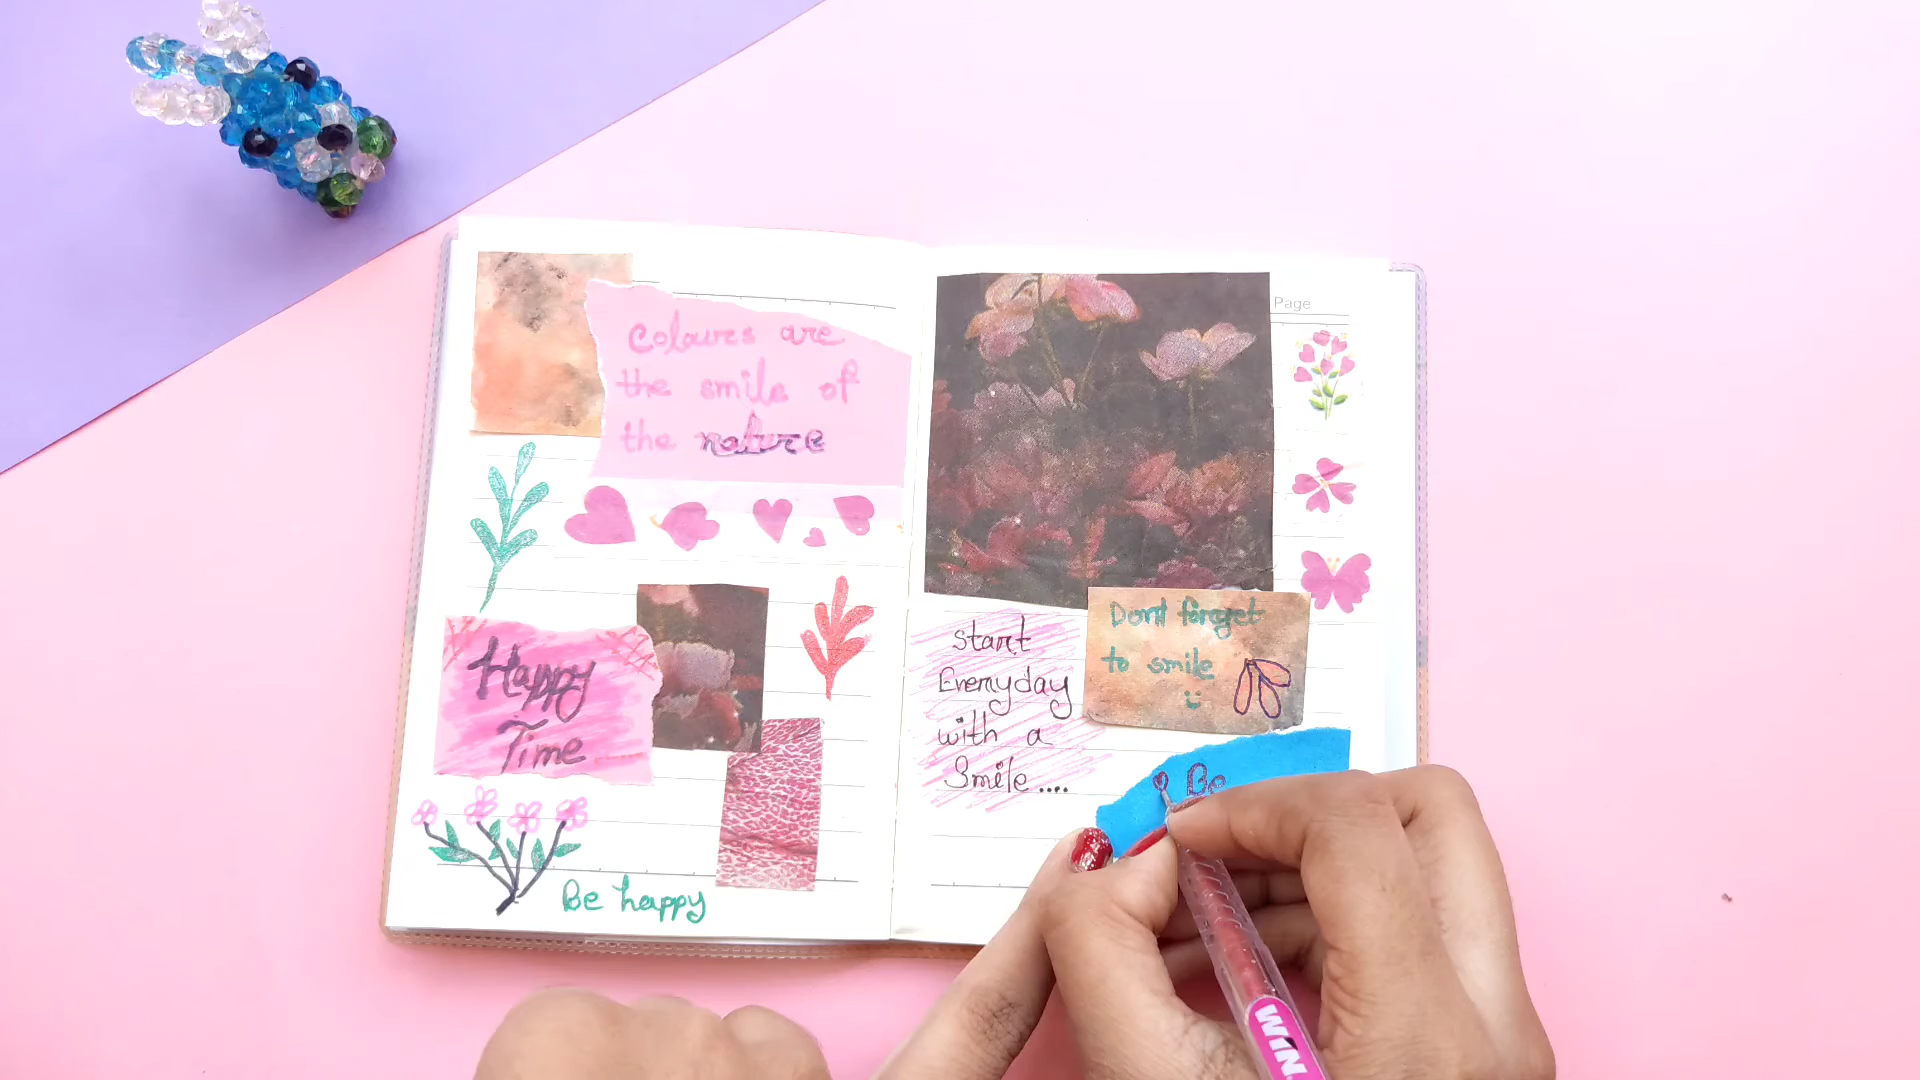 Colours are
the smile of
the nature
Happy
Time
Be happy
Page
Start
Everyday
with a
Smile....
Dont forget
to smile
Be
WIN